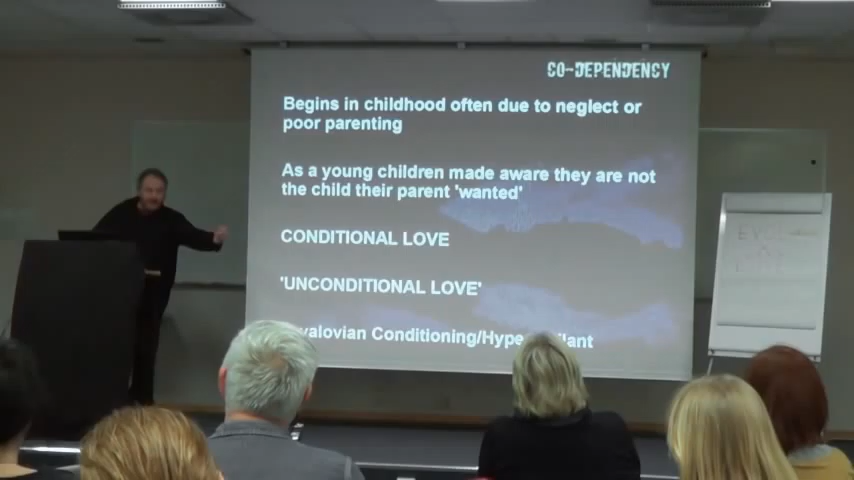 CO-DEPENDENCY
Begins in childhood often due to neglect or
poor parenting
As a young children made aware they are not
the child their parent 'wanted'
CONDITIONAL LOVE
'UNCONDITIONAL LOVE'
Conditioning/Hype